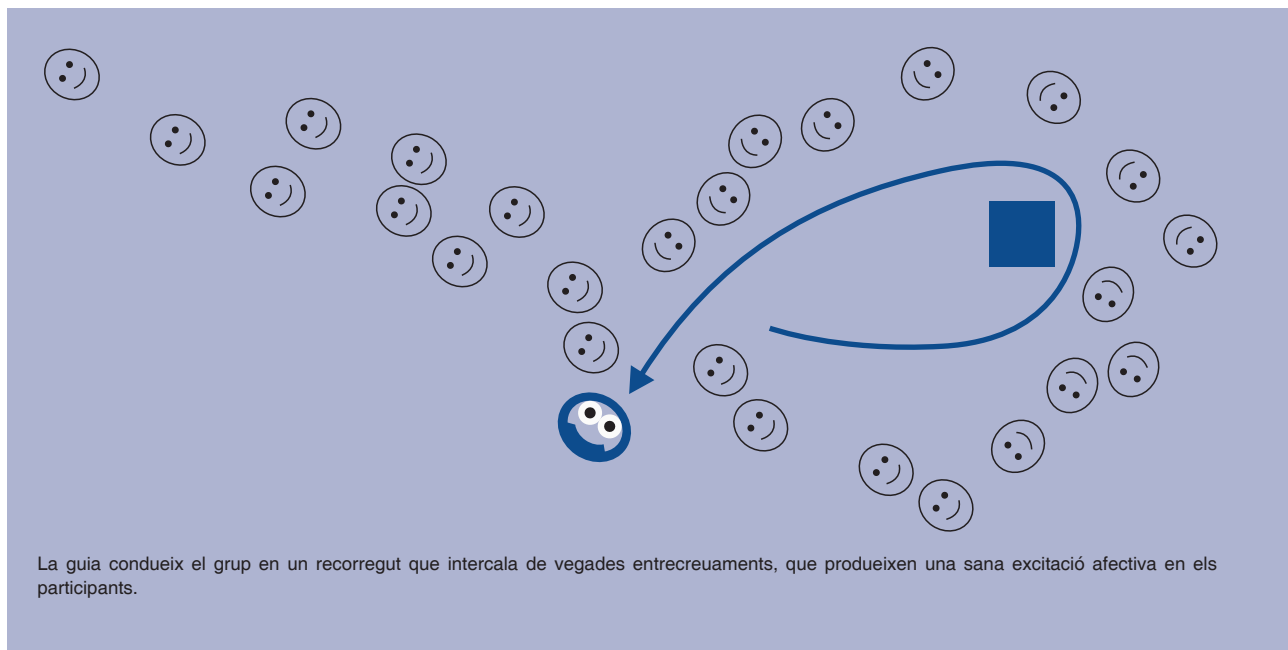 La guia condueix el grup en un recorregut que intercala de vegades entrecreuaments, que produeixen una sana excitació afectiva en els
participants.